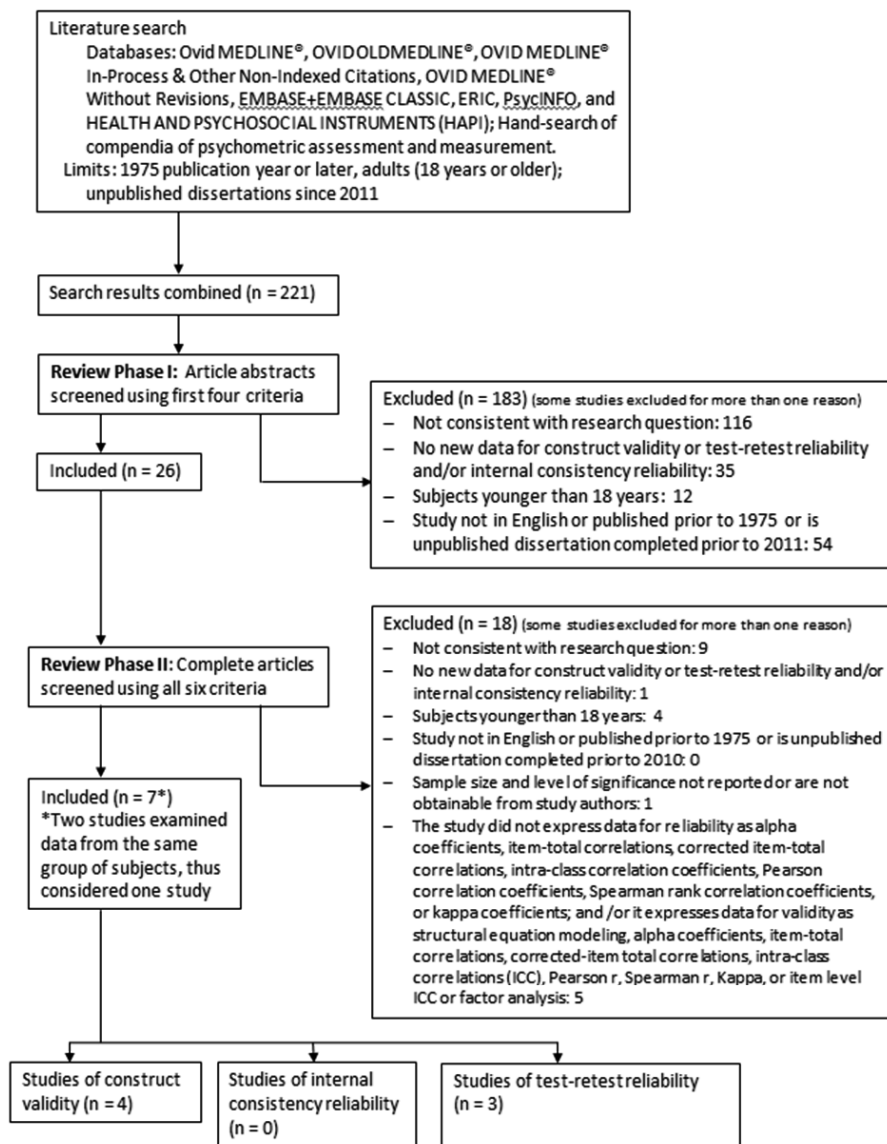 Literature search
Databases: Ovid MEDLINE®, OVID OLDMEDLINE®, OVID MEDLINE®
In-Process & Other Non-Indexed Citations, OVID MEDLINE®
Without Revisions, EMBASE+EMBASE CLASSIC, ERIC, PsycINFO, and
HEALTH AND PSYCHOSOCIAL INSTRUMENTS (HAPI); Hand-search of
compendia of psychometric assessment and measurement.
Limits: 1975 publication year or later, adults (18 years or older);
unpublished dissertations since 2011
Search results combined (n = 221)
Review Phase I: Article abstracts
screened using first four criteria
Excluded (n = 183) (some studies excluded for more than one reason)
– Not consistent with research question: 116
– No new data for construct validity or test-retest reliability
and/or internal consistency reliability: 35
– Subjects younger than 18 years: 12
– Study not in English or published prior to 1975 or is
unpublished dissertation completed prior to 2011: 54
Included (n = 26)
Review Phase II: Complete articles
screened using all six criteria
Excluded (n = 18) (some studies excluded for more than one reason)
– Not consistent with research question: 9
– No new data for construct validity or test-retest reliability and/or
internal consistency reliability: 1
– Subjects younger than 18 years: 4
– Study not in English or published prior to 1975 or is unpublished
dissertation completed prior to 2010: 0
– Sample size and level of significance not reported or are not
obtainable from study authors: 1
– The study did not express data for reliability as alpha
coefficients, item-total correlations, corrected item-total
correlations, intra-class correlation coefficients, Pearson
correlation coefficients, Spearman rank correlation coefficients,
or kappa coefficients; and /or it expresses data for validity as
structural equation modeling, alpha coefficients, item-total
correlations, corrected-item total correlations, intra-class
correlations (ICC), Pearson r, Spearman r, Kappa, or item level
ICC or factor analysis: 5
Included (n = 7*)
*Two studies examined
data from the same
group of subjects, thus
considered one study
Studies of construct
validity (n = 4)
Studies of internal
consistency reliability
(n = 0)
Studies of test-retest reliability
(n = 3)